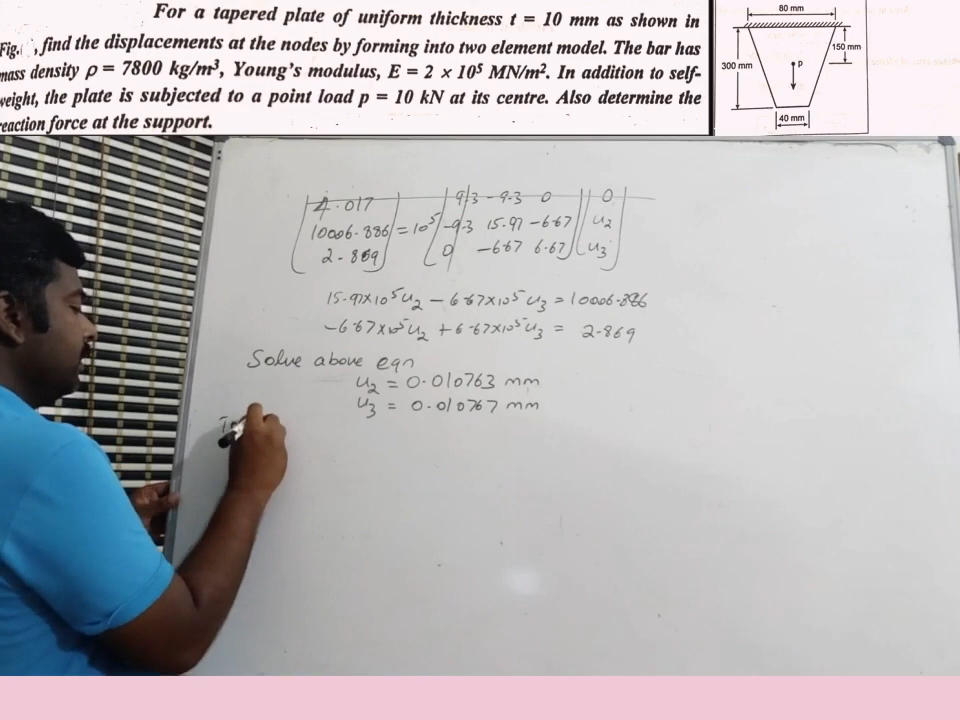 For a tapered plate of uniform thickness t = 10 mm as shown in
Fig. , find the displacements at the nodes by forming into two element model. The bar has
mass density ρ = 7800 kg/m³, Young's modulus, E = 2 × 10⁵ MN/m². In addition to self-
weight, the plate is subjected to a point load p = 10 kN at its centre. Also determine the
eaction force at the support.
80 mm
150 mm
300 mm
P
40 mm
4.017 9.3 -9.3 0 0
10006.886 = 10⁵ -9.3 15.97 -6.67 u₂
2.869 0 -6.67 6.67 u₃
15.97×10⁵u₂ - 6.67×10⁵u₃ = 10006.886
-6.67×10⁵u₂ + 6.67×10⁵u₃ = 2.869
Solve above eqn
u₂ = 0.010763 mm
u₃ = 0.010767 mm